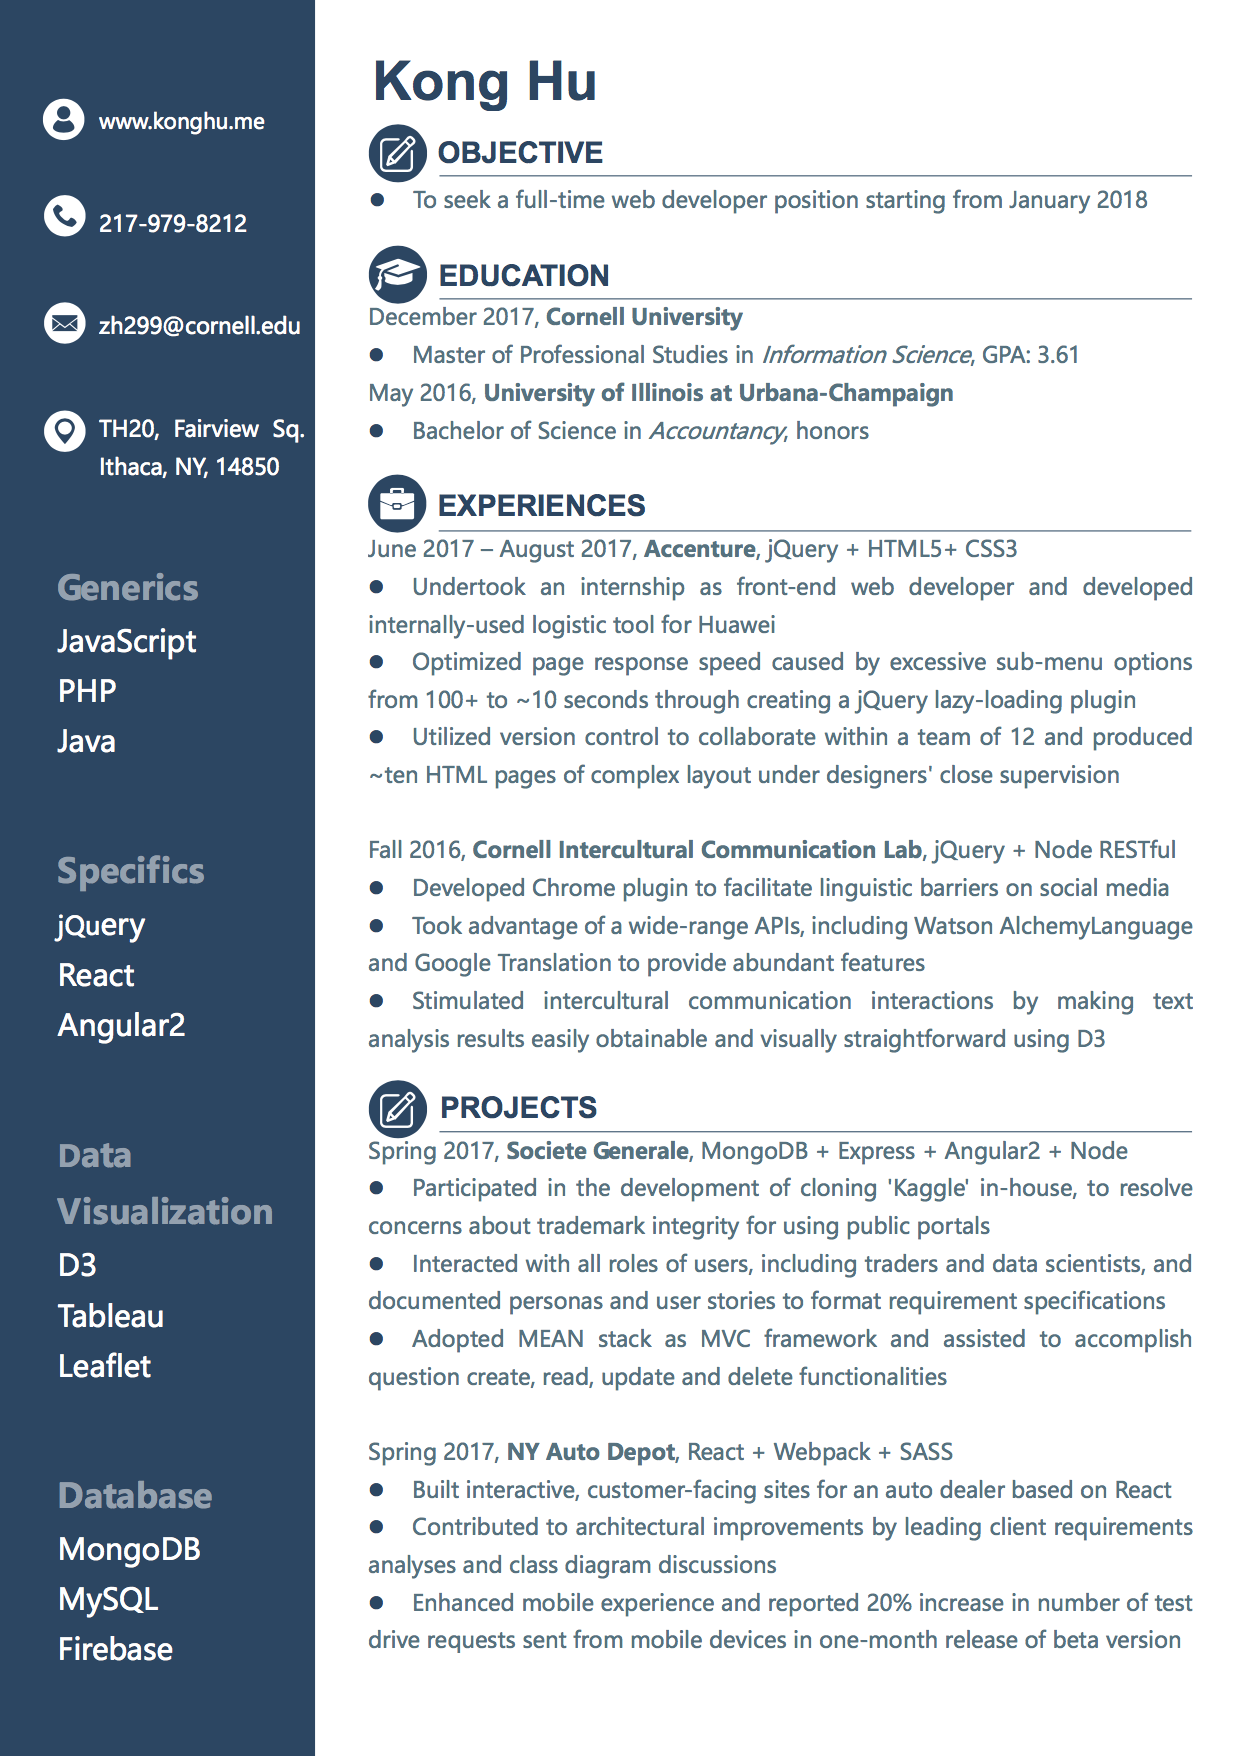 www.konghu.me
217-979-8212
zh299@cornell.edu
TH20, Fairview Sq.
Ithaca, NY, 14850
Generics
JavaScript
PHP
Java
Specifics
jQuery
React
Angular2
Data
Visualization
D3
Tableau
Leaflet
Database
MongoDB
MySQL
Firebase
Kong Hu
OBJECTIVE
● To seek a full-time web developer position starting from January 2018
EDUCATION
December 2017, Cornell University
● Master of Professional Studies in Information Science, GPA: 3.61
May 2016, University of Illinois at Urbana-Champaign
● Bachelor of Science in Accountancy, honors
EXPERIENCES
June 2017 – August 2017, Accenture, jQuery + HTML5+ CSS3
● Undertook an internship as front-end web developer and developed
internally-used logistic tool for Huawei
● Optimized page response speed caused by excessive sub-menu options
from 100+ to ~10 seconds through creating a jQuery lazy-loading plugin
● Utilized version control to collaborate within a team of 12 and produced
~ten HTML pages of complex layout under designers' close supervision
Fall 2016, Cornell Intercultural Communication Lab, jQuery + Node RESTful
● Developed Chrome plugin to facilitate linguistic barriers on social media
● Took advantage of a wide-range APIs, including Watson AlchemyLanguage
and Google Translation to provide abundant features
● Stimulated intercultural communication interactions by making text
analysis results easily obtainable and visually straightforward using D3
PROJECTS
Spring 2017, Societe Generale, MongoDB + Express + Angular2 + Node
● Participated in the development of cloning 'Kaggle' in-house, to resolve
concerns about trademark integrity for using public portals
● Interacted with all roles of users, including traders and data scientists, and
documented personas and user stories to format requirement specifications
● Adopted MEAN stack as MVC framework and assisted to accomplish
question create, read, update and delete functionalities
Spring 2017, NY Auto Depot, React + Webpack + SASS
● Built interactive, customer-facing sites for an auto dealer based on React
● Contributed to architectural improvements by leading client requirements
analyses and class diagram discussions
● Enhanced mobile experience and reported 20% increase in number of test
drive requests sent from mobile devices in one-month release of beta version